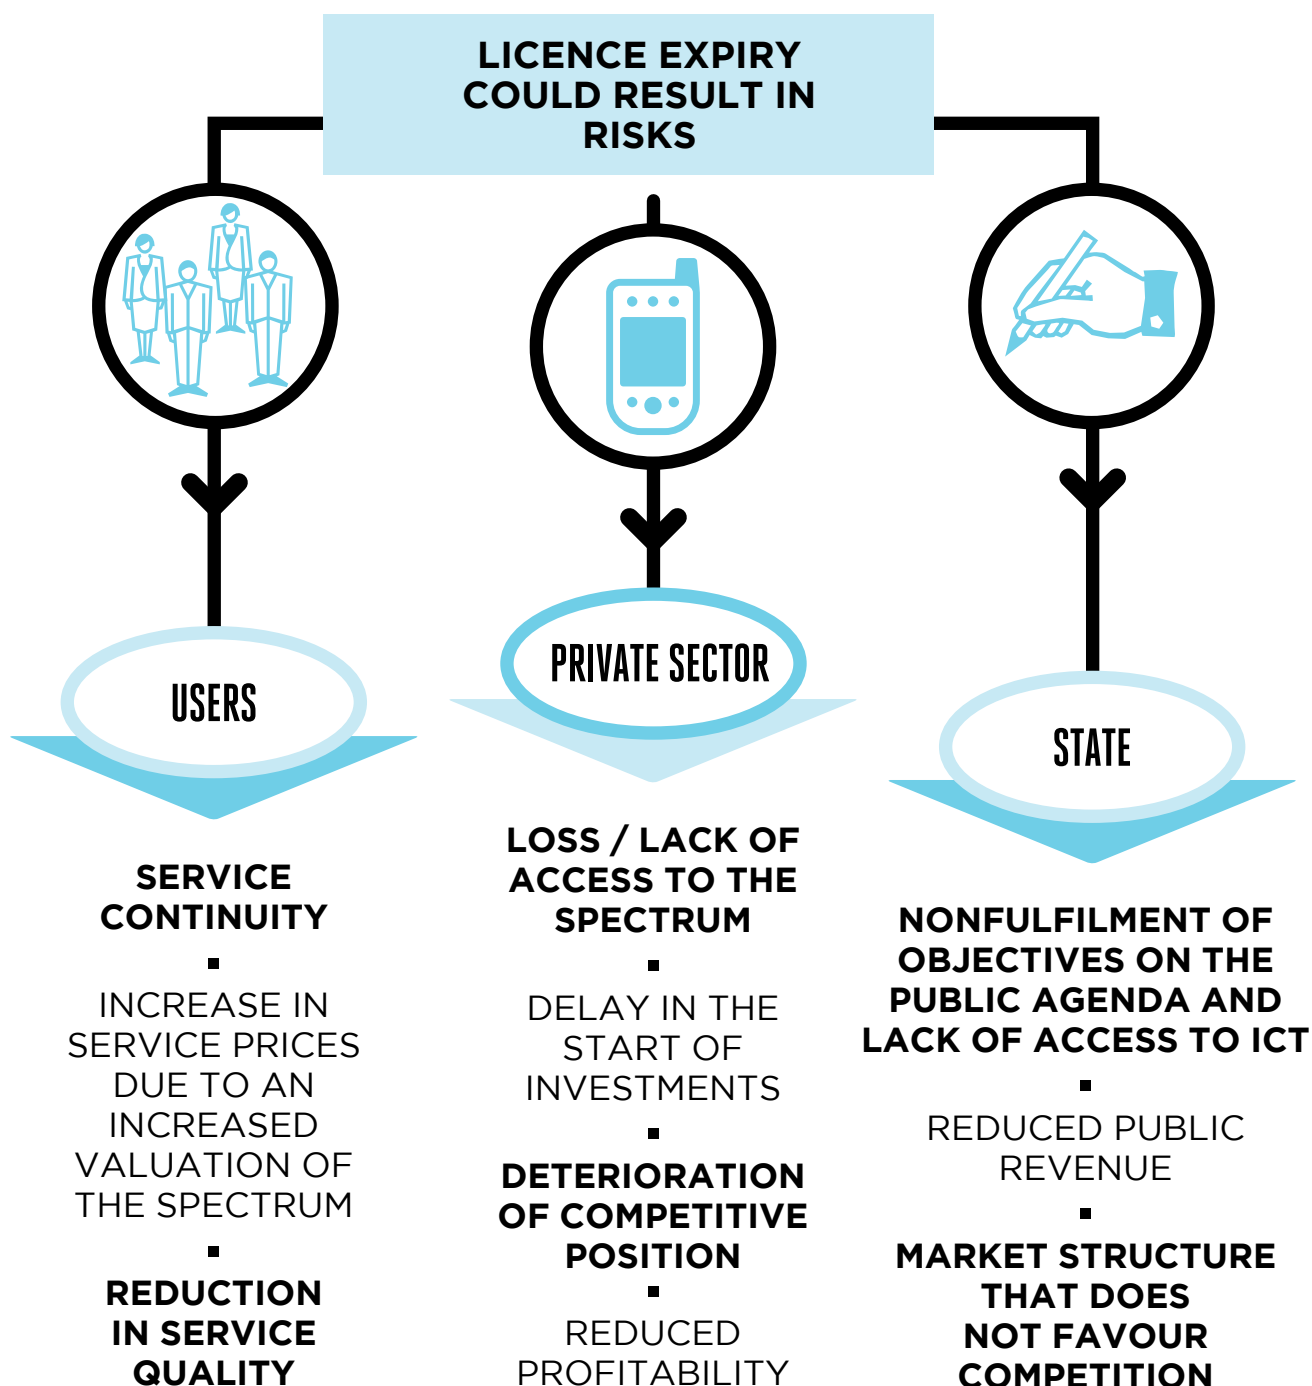 LICENCE EXPIRY
COULD RESULT IN
RISKS
USERS
SERVICE
CONTINUITY
INCREASE IN
SERVICE PRICES
DUE TO AN
INCREASED
VALUATION OF
THE SPECTRUM
REDUCTION
IN SERVICE
QUALITY
PRIVATE SECTOR
LOSS / LACK OF
ACCESS TO THE
SPECTRUM
DELAY IN THE
START OF
INVESTMENTS
DETERIORATION
OF COMPETITIVE
POSITION
REDUCED
PROFITABILITY
STATE
NONFULFILMENT OF
OBJECTIVES ON THE
PUBLIC AGENDA AND
LACK OF ACCESS TO ICT
REDUCED PUBLIC
REVENUE
MARKET STRUCTURE
THAT DOES
NOT FAVOUR
COMPETITION